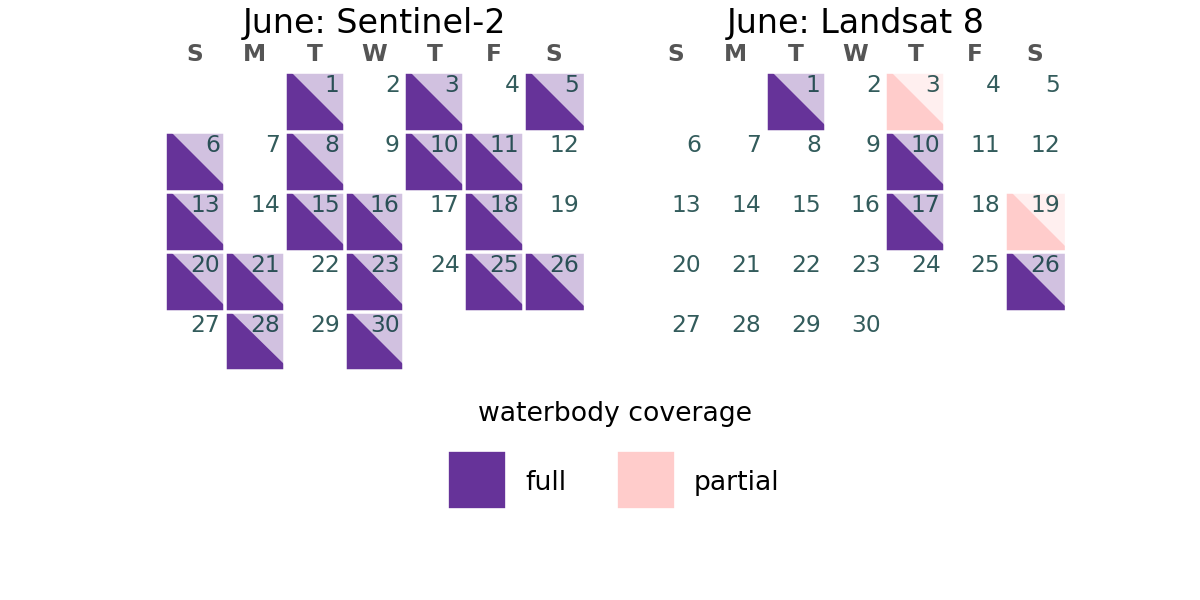 June: Sentinel-2
S M T W T F S
1 2 3 4 5
6 7 8 9 10 11 12
13 14 15 16 17 18 19
20 21 22 23 24 25 26
27 28 29 30
June: Landsat 8
S M T W T F S
1 2 3 4 5
6 7 8 9 10 11 12
13 14 15 16 17 18 19
20 21 22 23 24 25 26
27 28 29 30
waterbody coverage
full partial